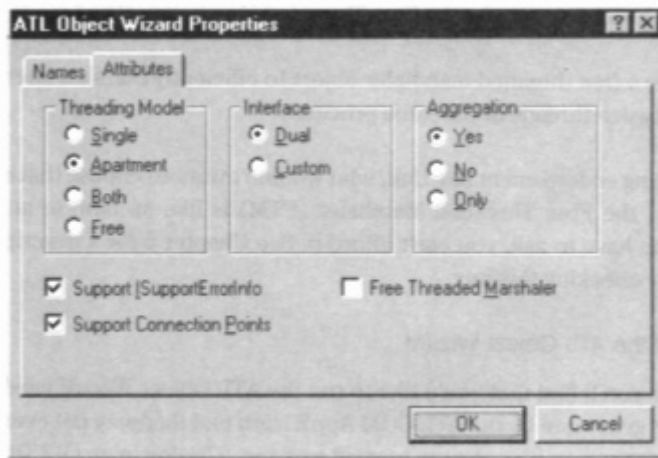 ATL Object Wizard Properties
Names Attributes
Threading Model
Single
Apartment
Both
Free
Interface
Dual
Custom
Aggregation
Yes
No
Only
Support ISupportErrorInfo
Free Threaded Marshaler
Support Connection Points
OK Cancel